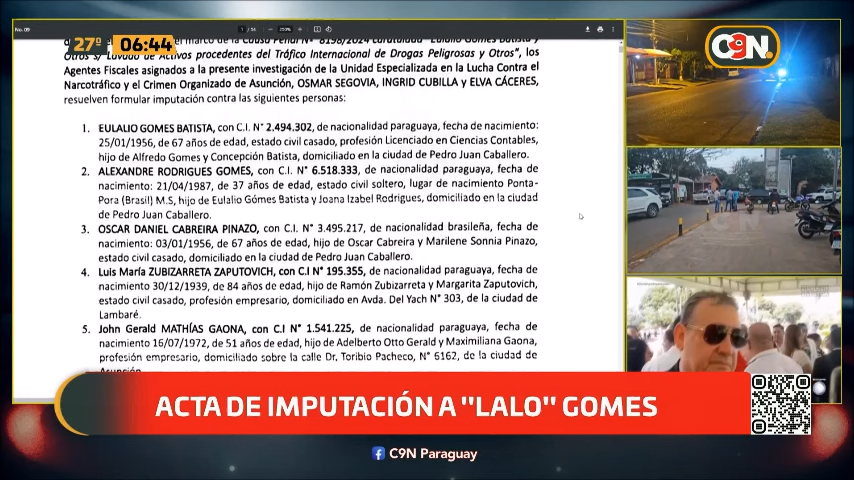 No. 09
1
27º
06:44
C9N.
Otros s/ Lavado de Activos procedentes del Tráfico Internacional de Drogas Peligrosas y Otros", los
Agentes Fiscales asignados a la presente investigación de la Unidad Especializada en la Lucha Contra el
Narcotráfico y el Crimen Organizado de Asunción, OSMAR SEGOVIA, INGRID CUBILLA y ELVA CÁCERES,
resuelven formular imputación contra las siguientes personas:
1. EULALIO GOMES BATISTA, con C.I. N° 2.494.302, de nacionalidad paraguaya, fecha de nacimiento:
25/01/1956, de 67 años de edad, estado civil casado, profesión Licenciado en Ciencias Contables,
hijo de Alfredo Gomes y Concepción Batista, domiciliado en la ciudad de Pedro Juan Caballero.
2. ALEXANDRE RODRIGUES GOMES, con C.I. N° 6.518.333, de nacionalidad paraguaya, fecha de
nacimiento: 21/04/1987, de 37 años de edad, estado civil soltero, lugar de nacimiento Ponta-
Pora (Brasil) M.S, hijo de Eulalio Gómes Batista y Joana Izabel Rodrigues, domiciliado en la ciudad
de Pedro Juan Caballero.
3. OSCAR DANIEL CABREIRA PINAZO, con C.I. N° 3.495.217, de nacionalidad brasileña, fecha de
nacimiento: 03/01/1956, de 67 años de edad, hijo de Oscar Cabreira y Marilene Sonnia Pinazo,
estado civil casado, domiciliado en la ciudad de Pedro Juan Caballero.
4. Luis María ZUBIZARRETA ZAPUTOVICH, con C.I N° 195.355, de nacionalidad paraguaya, fecha de
nacimiento 30/12/1939, de 84 años de edad, hijo de Ramón Zubizarreta y Margarita Zaputovich,
estado civil casado, profesión empresario, domiciliado en Avda. Del Yach N° 303, de la ciudad de
Lambaré.
5. John Gerald MATHÍAS GAONA, con C.I N° 1.541.225, de nacionalidad paraguaya, fecha de
nacimiento 16/07/1972, de 51 años de edad, hijo de Adelberto Otto Gerald y Maximiliana Gaona,
profesión empresario, domiciliado sobre la calle Dr. Toribio Pacheco, N° 6162, de la ciudad de
Asunción.
ACTA DE IMPUTACIÓN A "LALO" GOMES
C9N Paraguay